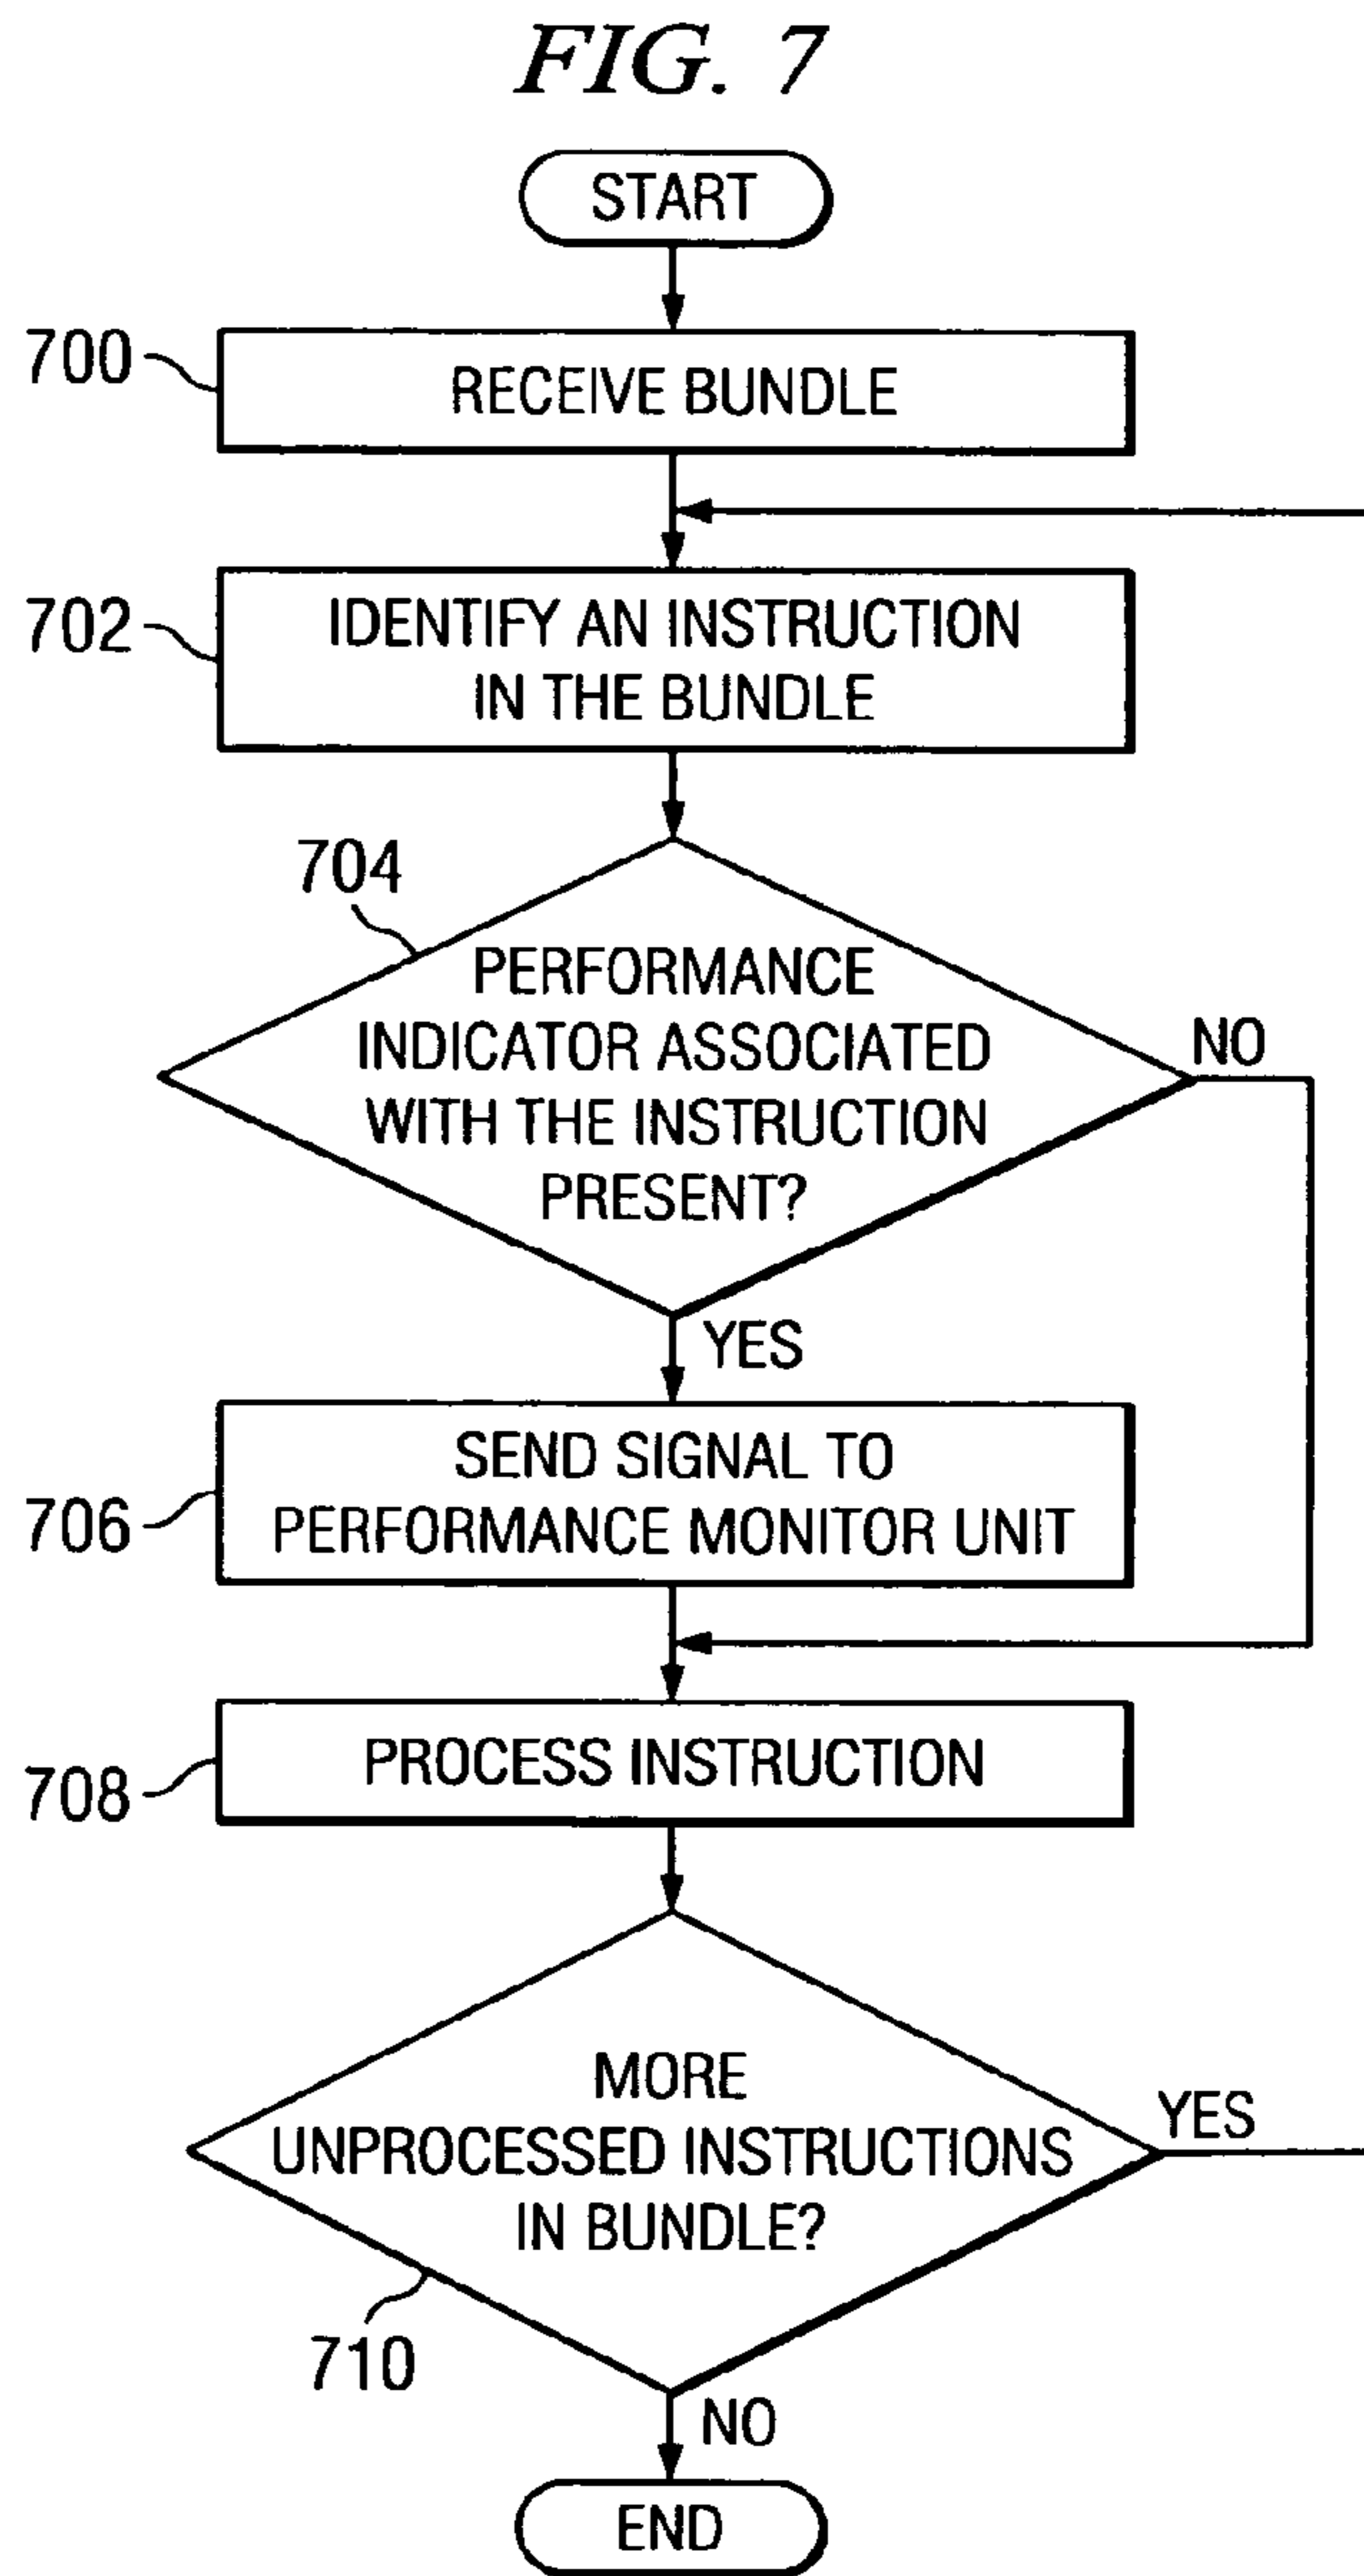 FIG. 7
START
700
RECEIVE BUNDLE
702
IDENTIFY AN INSTRUCTION
IN THE BUNDLE
704
PERFORMANCE
INDICATOR ASSOCIATED
WITH THE INSTRUCTION
PRESENT?
NO
YES
706
SEND SIGNAL TO
PERFORMANCE MONITOR UNIT
708
PROCESS INSTRUCTION
MORE
UNPROCESSED INSTRUCTIONS
IN BUNDLE?
YES
710
NO
END